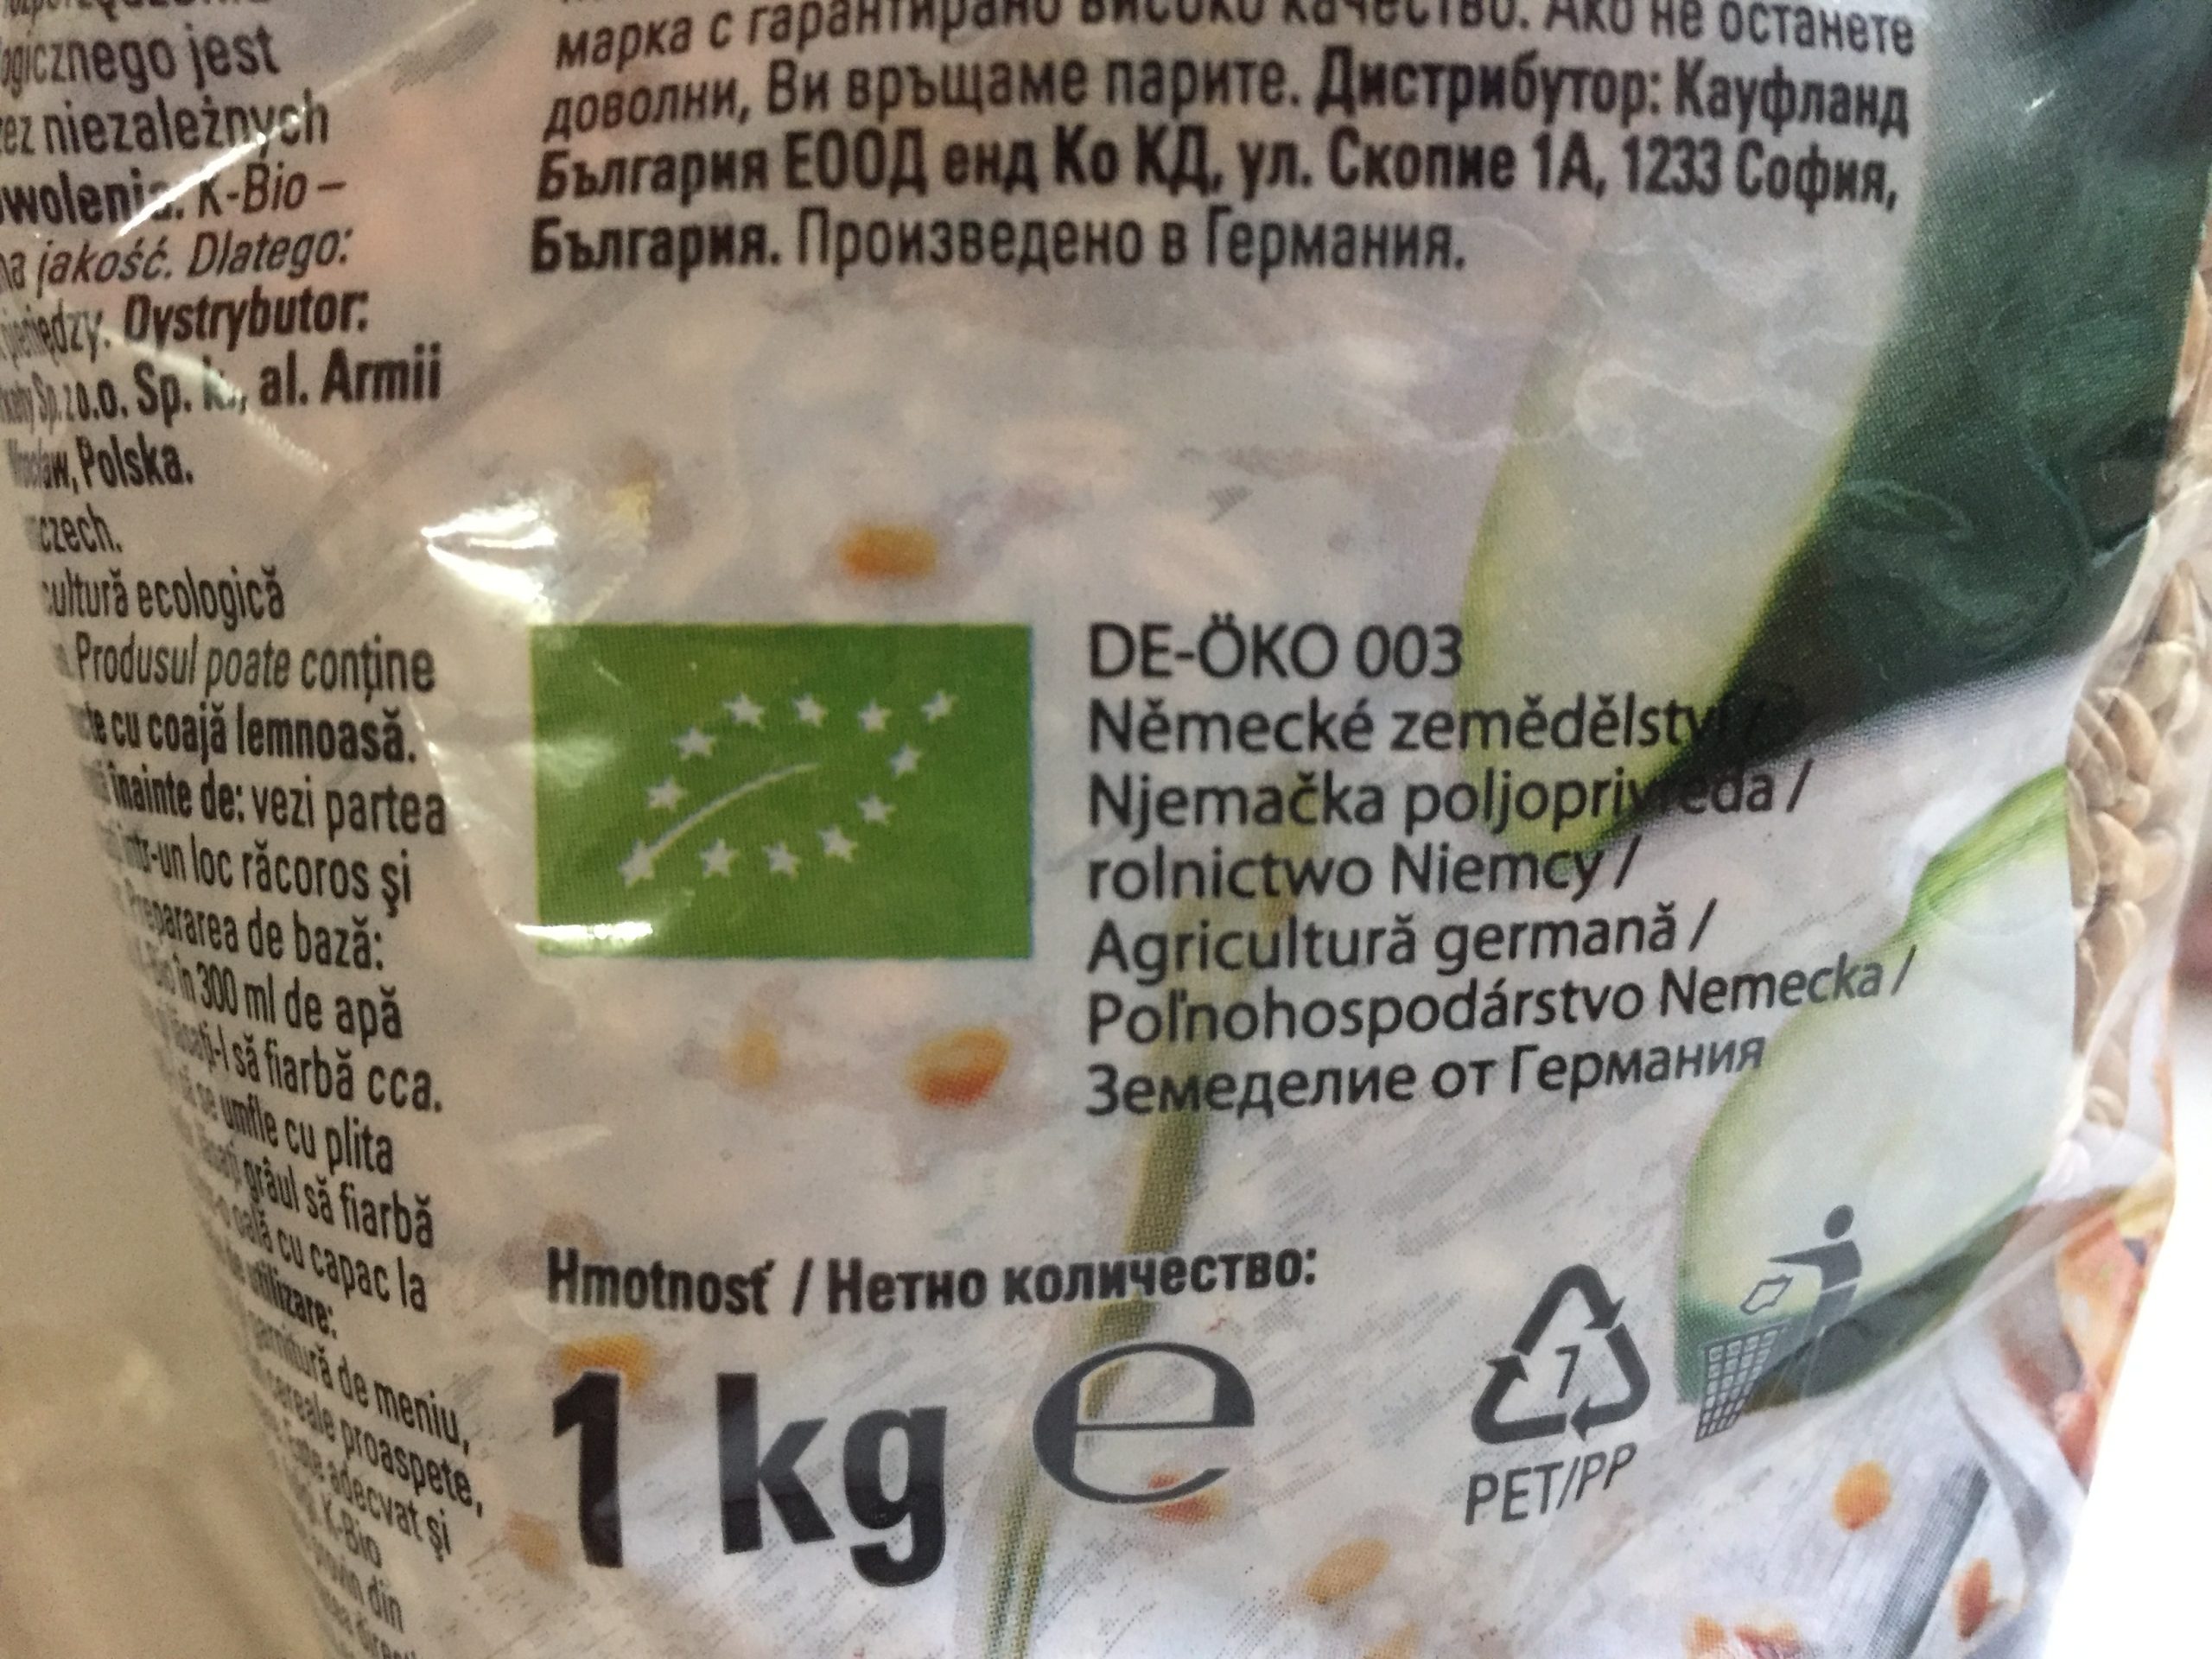 logicznego jest
niezależnych
K-Bio –
jakość. Dlatego:
Dystrybutor:
Sp. z o.o. Sp. k., al. Armii
Polska.
ecologică
Produsul poate conține
cu coajă lemnoasă.
înainte de: vezi partea
într-un loc răcoros și
Prepararea de bază:
în 300 ml de apă
să fiarbă cca.
se umfle cu plita
grâul să fiarbă
cu capac la
utilizare:
garnitură de meniu,
cereale proaspete,
adecvat și
K-Bio
din
марка с гарантирано високо качество. Ако не останете
доволни, Ви връщаме парите. Дистрибутор: Кауфланд
България ЕООД енд Ко КД, ул. Скопие 1А, 1233 София,
България. Произведено в Германия.
DE-ÖKO 003
Německé zemědělství /
Njemačka poljoprivreda /
rolnictwo Niemcy /
Agricultură germană /
Poľnohospodárstvo Nemecka /
Земеделие от Германия
Hmotnosť / Нетно количество:
1 kg ℮
7
PET/PP